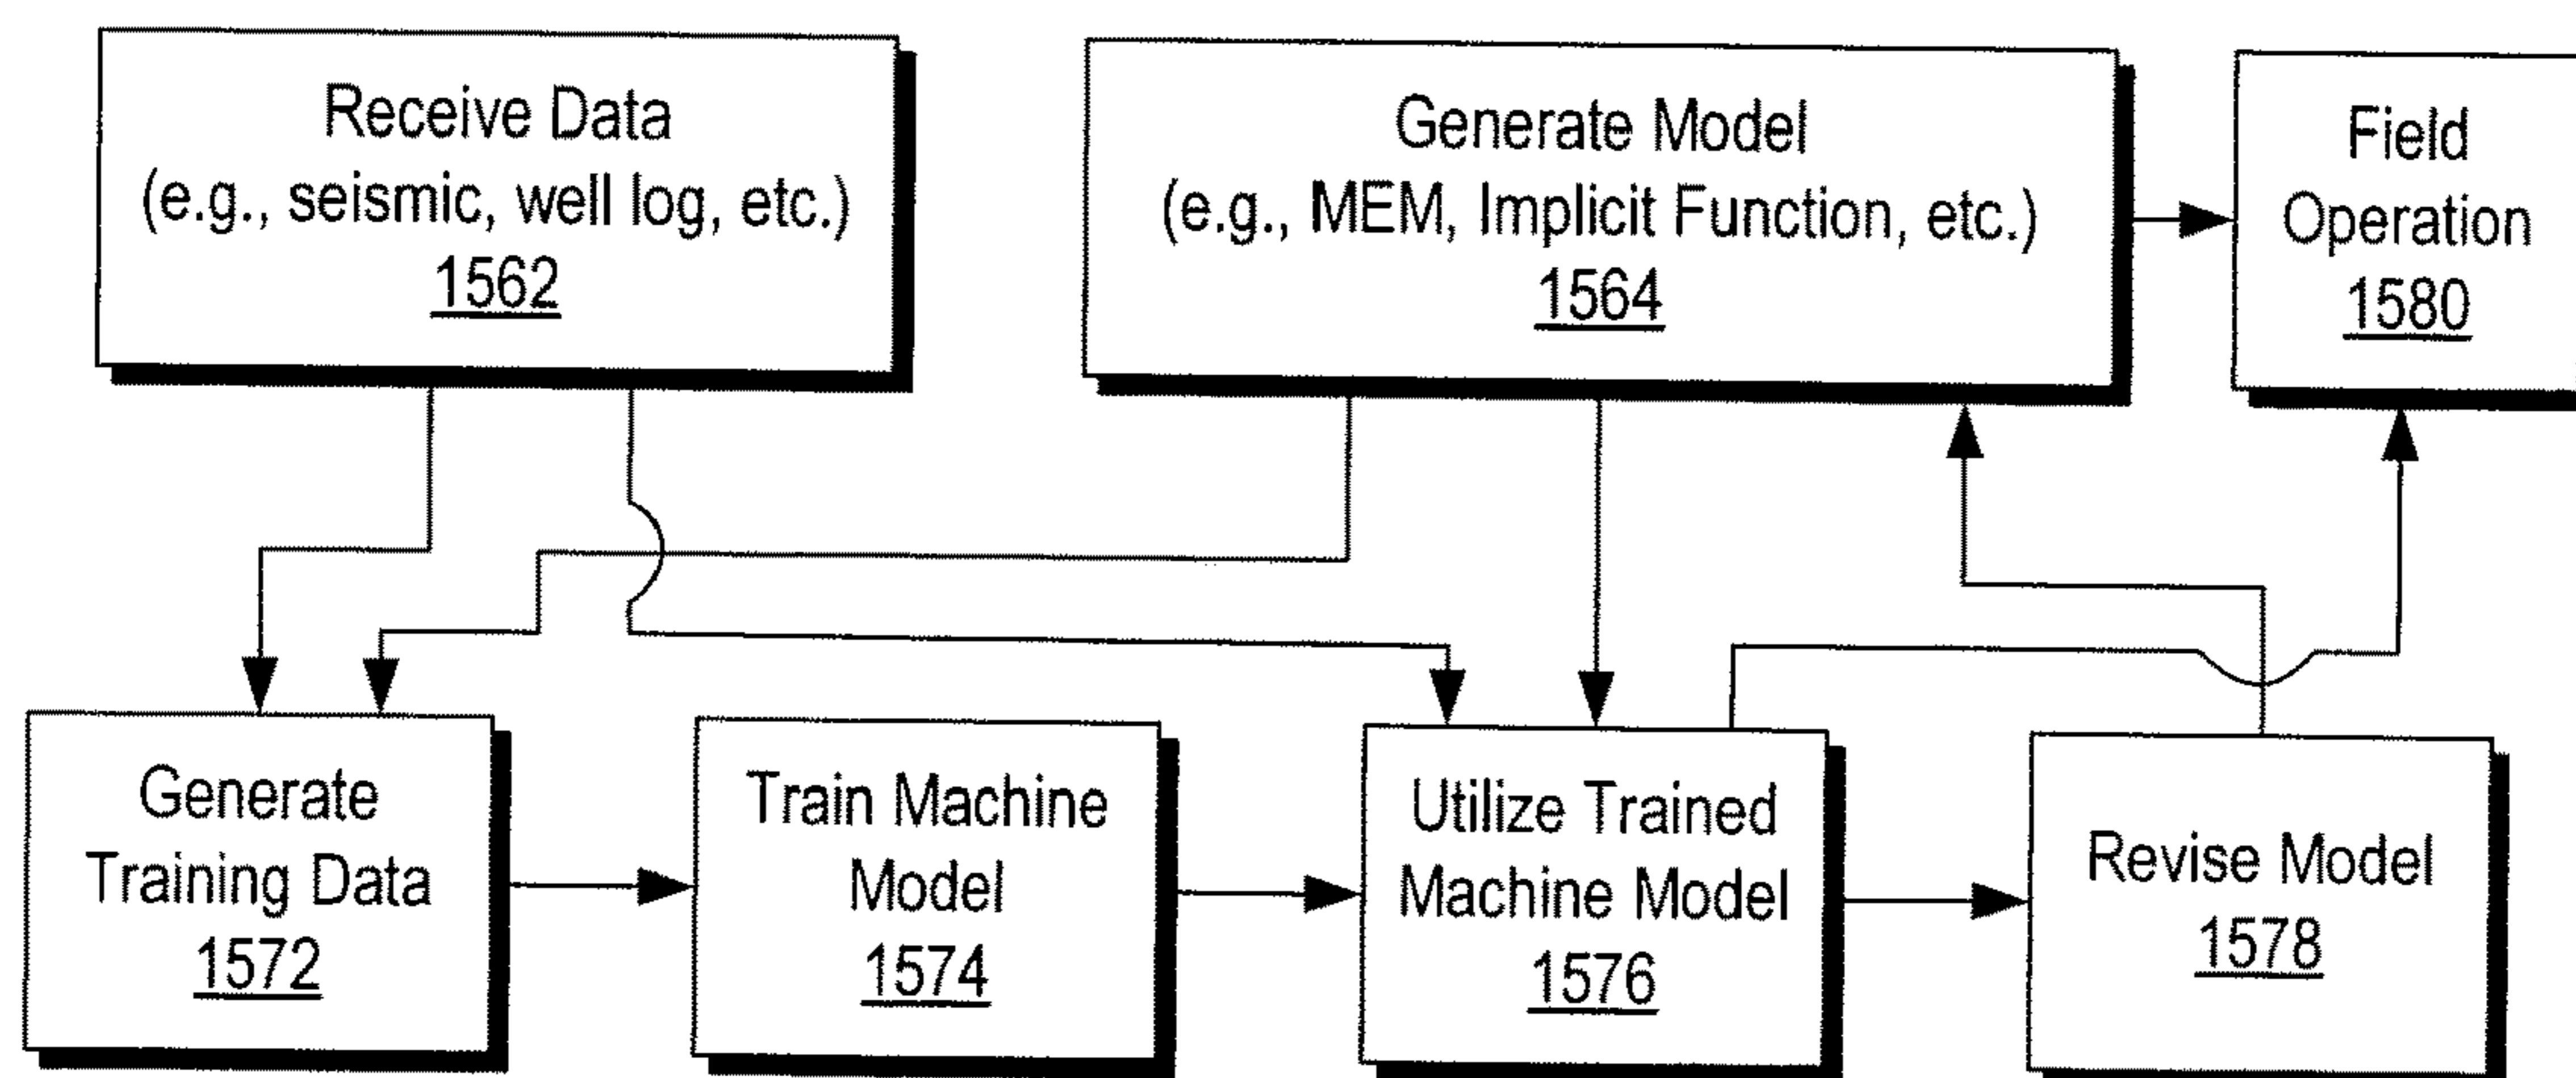 Receive Data
(e.g., seismic, well log, etc.)
1562
Generate Model
(e.g., MEM, Implicit Function, etc.)
1564
Field
Operation
1580
Generate
Training Data
1572
Train Machine
Model
1574
Utilize Trained
Machine Model
1576
Revise Model
1578